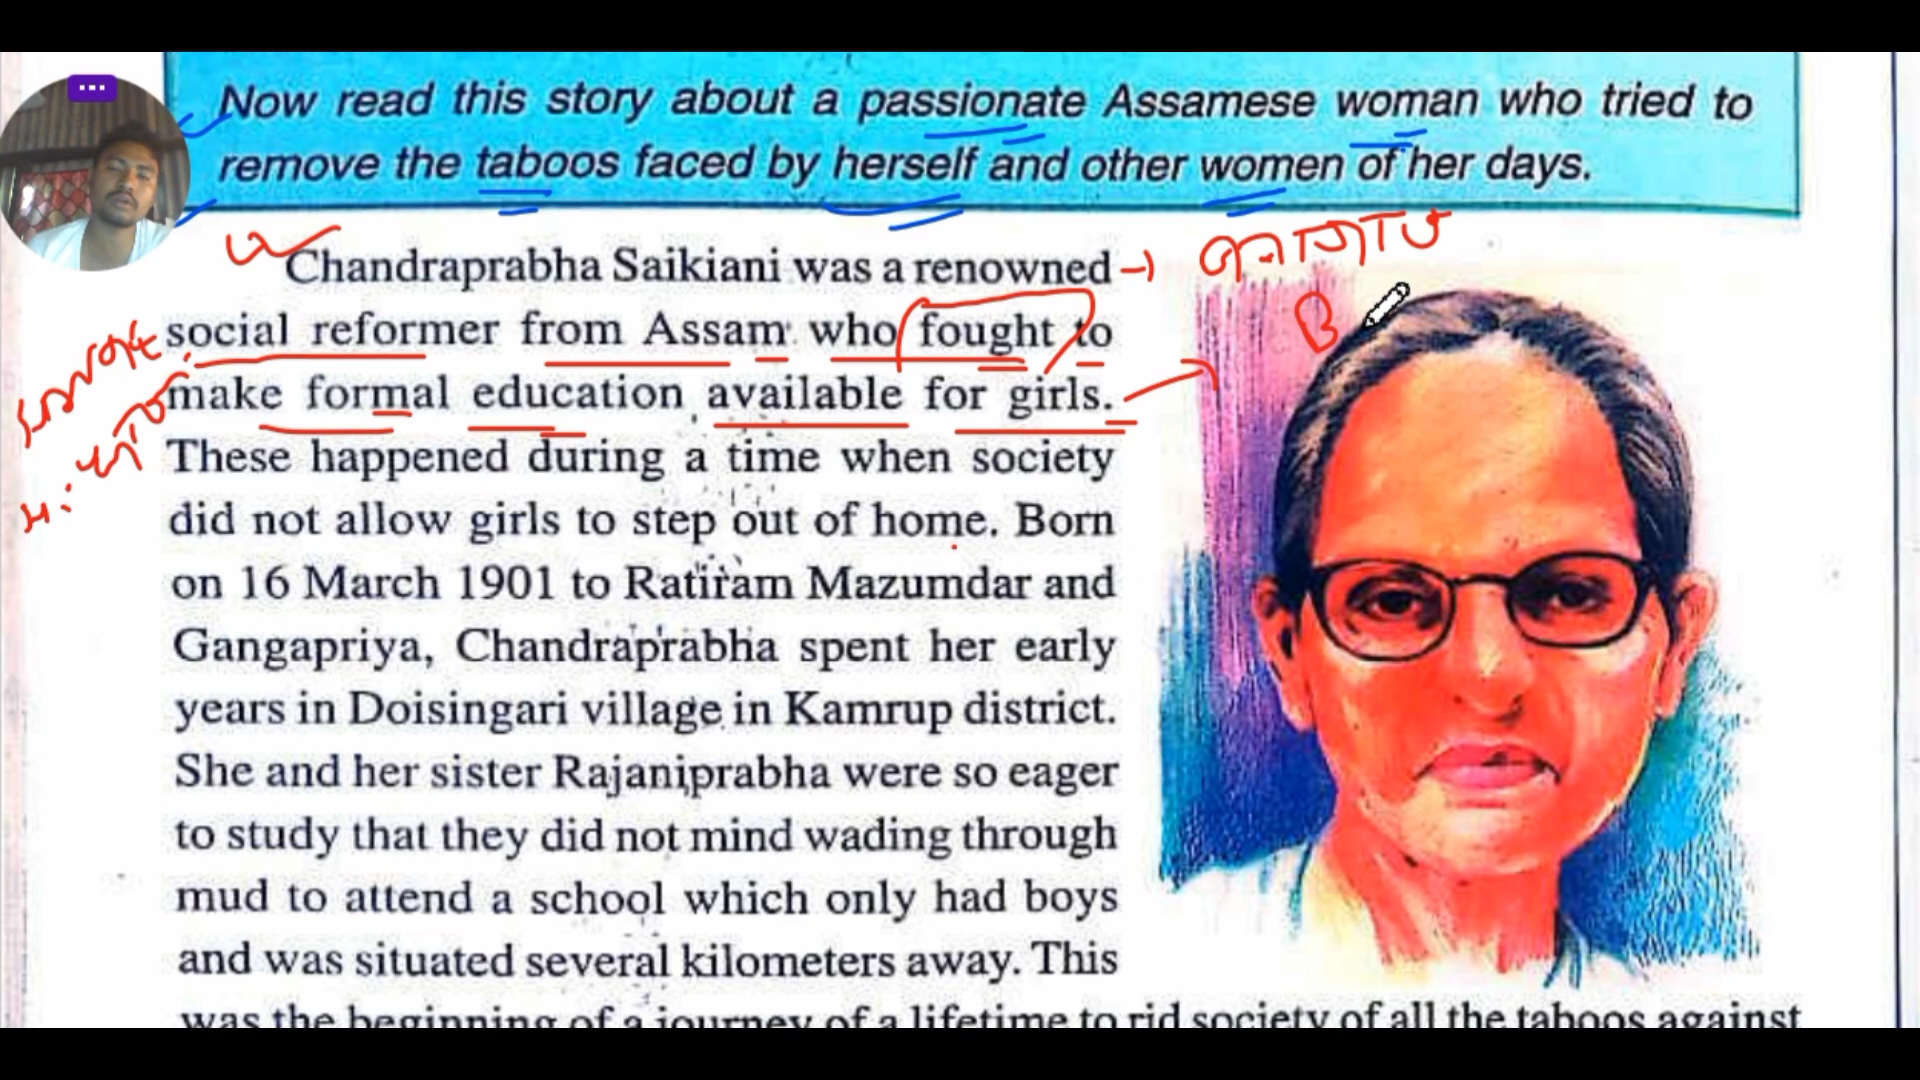 Now read this story about a passionate Assamese woman who tried to
remove the taboos faced by herself and other women of her days.
Chandraprabha Saikiani was a renowned
social reformer from Assam who fought to
make formal education available for girls.
These happened during a time when society
did not allow girls to step out of home. Born
on 16 March 1901 to Ratiram Mazumdar and
Gangapriya, Chandraprabha spent her early
years in Doisingari village in Kamrup district.
She and her sister Rajaniprabha were so eager
to study that they did not mind wading through
mud to attend a school which only had boys
and was situated several kilometers away. This
was the beginning of a journey of a lifetime to rid society of all the taboos against
B